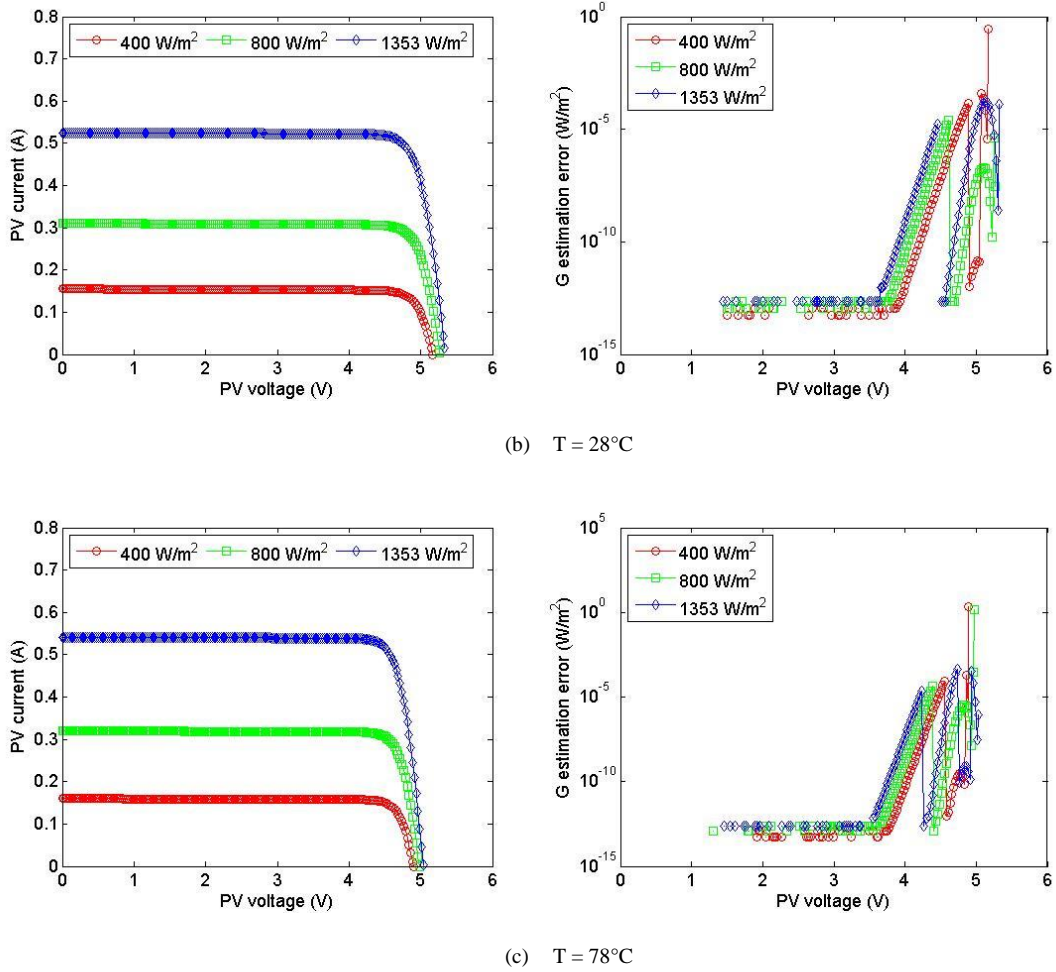 0.8
0.7
0.6
0.5
0.4
0.3
0.2
0.1
0
PV current (A)
400 W/m² 800 W/m² 1353 W/m²
0 1 2 3 4 5 6
PV voltage (V)
10⁰
10⁻⁵
10⁻¹⁰
10⁻¹⁵
G estimation error (W/m²)
400 W/m²
800 W/m²
1353 W/m²
0 1 2 3 4 5 6
PV voltage (V)
(b) T = 28°C
0.8
0.7
0.6
0.5
0.4
0.3
0.2
0.1
0
PV current (A)
400 W/m² 800 W/m² 1353 W/m²
0 1 2 3 4 5 6
PV voltage (V)
10⁵
10⁰
10⁻⁵
10⁻¹⁰
10⁻¹⁵
G estimation error (W/m²)
400 W/m²
800 W/m²
1353 W/m²
0 1 2 3 4 5 6
PV voltage (V)
(c) T = 78°C